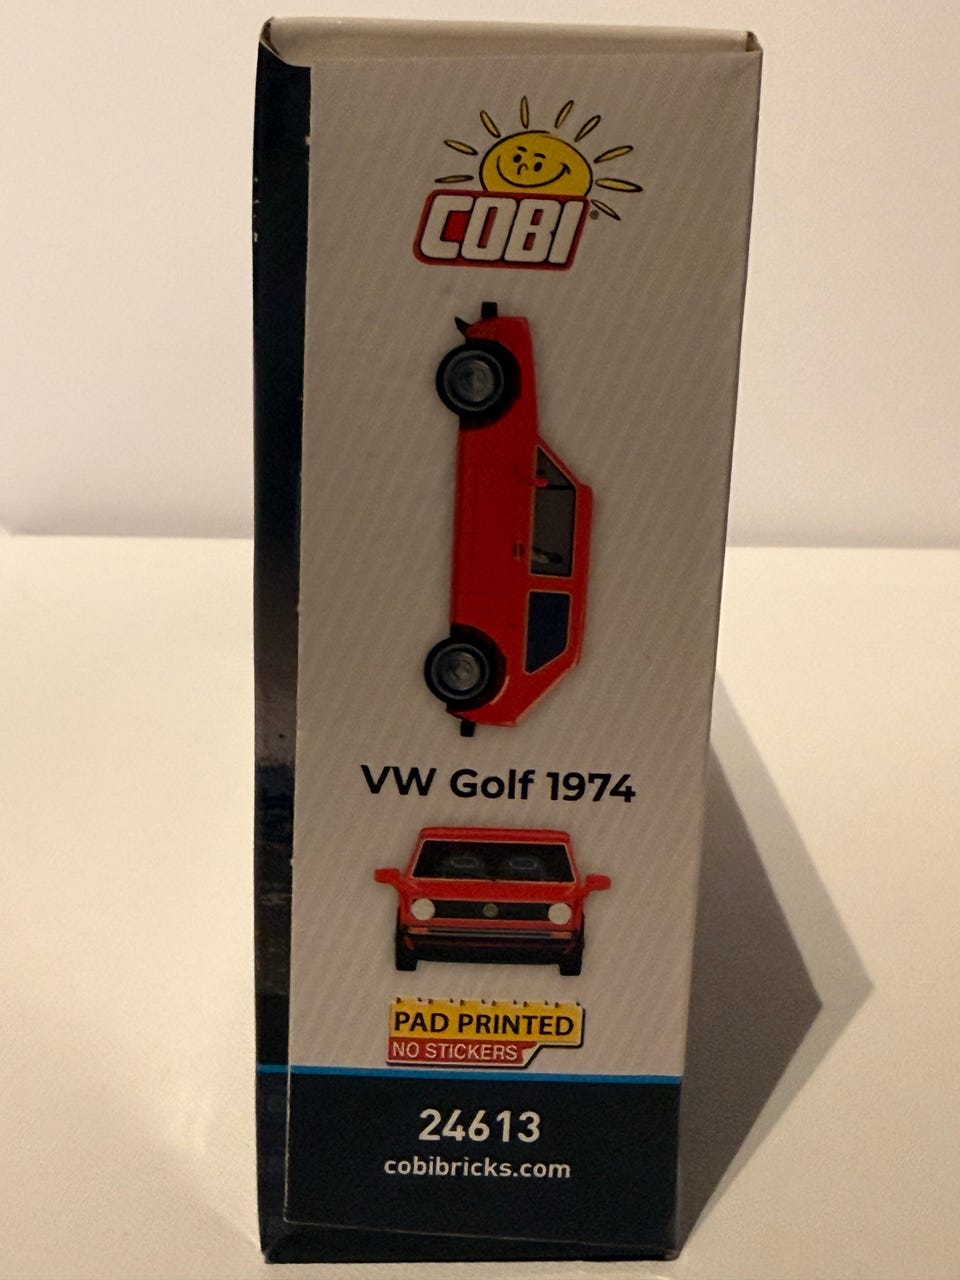 COBI®
VW Golf 1974
PAD PRINTED
NO STICKERS
24613
cobibricks.com